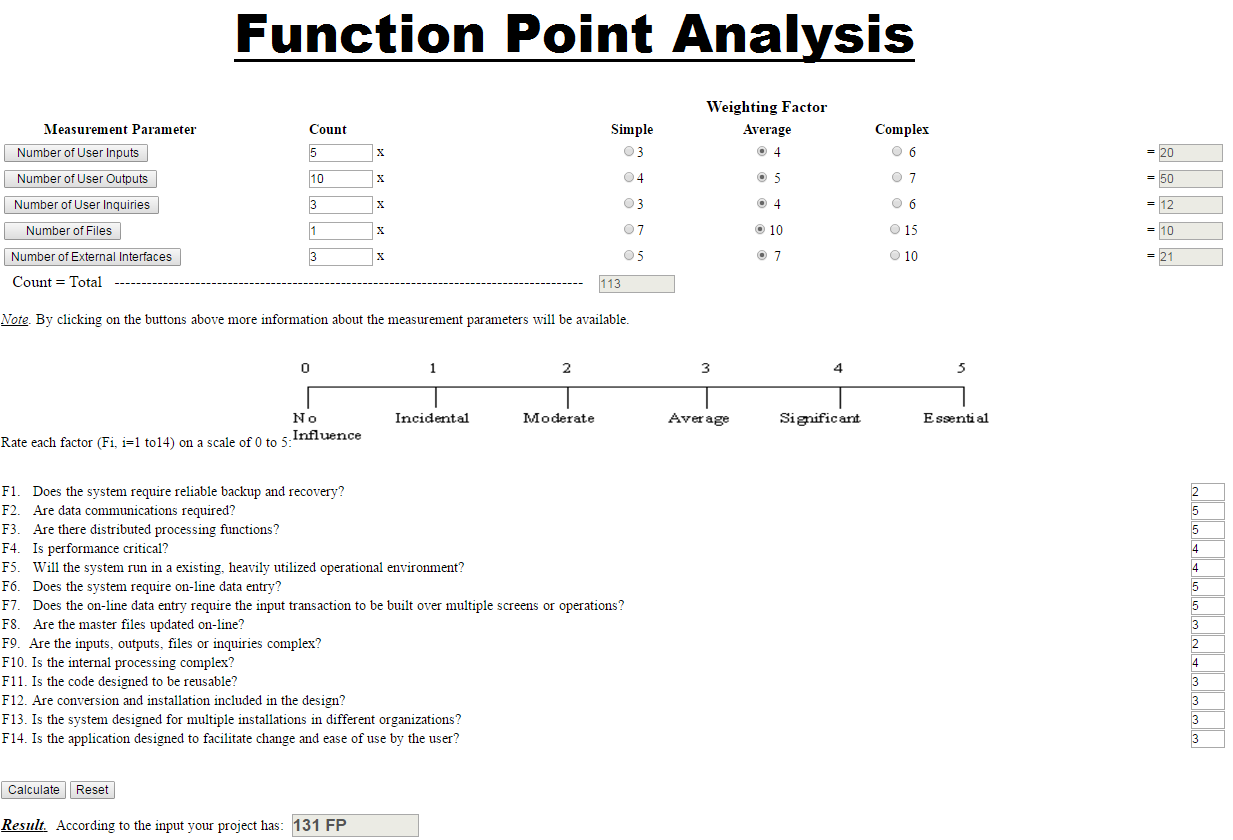 Function Point Analysis
Weighting Factor
Measurement Parameter Count Simple Average Complex
Number of User Inputs 5 x 3 4 6 = 20
Number of User Outputs 10 x 4 5 7 = 50
Number of User Inquiries 3 x 3 4 6 = 12
Number of Files 1 x 7 10 15 = 10
Number of External Interfaces 3 x 5 7 10 = 21
Count = Total ------------------------------------------------------------------------------------------ 113
Note. By clicking on the buttons above more information about the measurement parameters will be available.
0 1 2 3 4 5
No Incidental Moderate Average Significant Essential
Influence
Rate each factor (Fi, i=1 to14) on a scale of 0 to 5:
F1. Does the system require reliable backup and recovery? 2
F2. Are data communications required? 5
F3. Are there distributed processing functions? 5
F4. Is performance critical? 4
F5. Will the system run in a existing, heavily utilized operational environment? 4
F6. Does the system require on-line data entry? 5
F7. Does the on-line data entry require the input transaction to be built over multiple screens or operations? 5
F8. Are the master files updated on-line? 3
F9. Are the inputs, outputs, files or inquiries complex? 2
F10. Is the internal processing complex? 4
F11. Is the code designed to be reusable? 3
F12. Are conversion and installation included in the design? 3
F13. Is the system designed for multiple installations in different organizations? 3
F14. Is the application designed to facilitate change and ease of use by the user? 3
Calculate Reset
Result. According to the input your project has: 131 FP